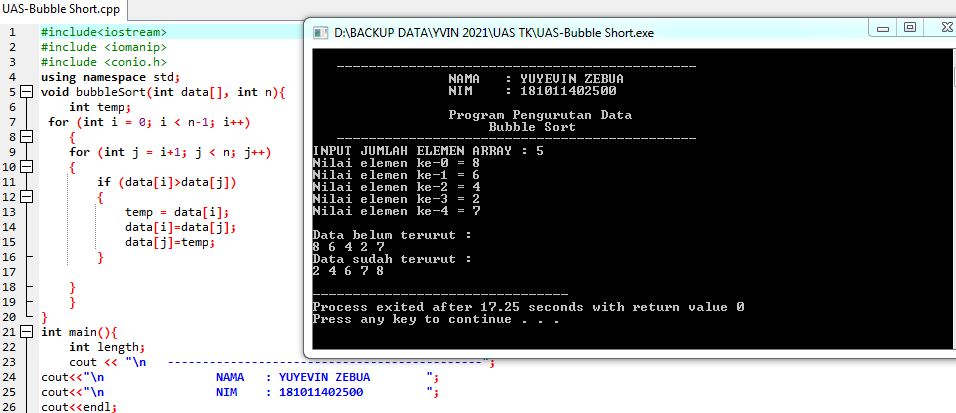 UAS-Bubble Short.cpp
1 #include<iostream>
2 #include <iomanip>
3 #include <conio.h>
4 using namespace std;
5 void bubbleSort(int data[], int n){
6 int temp;
7 for (int i = 0; i < n-1; i++)
8 {
9 for (int j = i+1; j < n; j++)
10 {
11 if (data[i]>data[j])
12 {
13 temp = data[i];
14 data[i]=data[j];
15 data[j]=temp;
16 }
17
18 }
19 }
20 }
21 int main(){
22 int length;
23 cout << "\n ---------------------------------------------";
24 cout<<"\n NAMA : YUYEVIN ZEBUA ";
25 cout<<"\n NIM : 181011402500 ";
26 cout<<endl;
D:\BACKUP DATA\YVIN 2021\UAS TK\UAS-Bubble Short.exe
---------------------------------------------
NAMA : YUYEVIN ZEBUA
NIM : 181011402500
Program Pengurutan Data
Bubble Sort
---------------------------------------------
INPUT JUMLAH ELEMEN ARRAY : 5
Nilai elemen ke-0 = 8
Nilai elemen ke-1 = 6
Nilai elemen ke-2 = 4
Nilai elemen ke-3 = 2
Nilai elemen ke-4 = 7
Data belum terurut :
8 6 4 2 7
Data sudah terurut :
2 4 6 7 8
--------------------------------
Process exited after 17.25 seconds with return value 0
Press any key to continue . . .